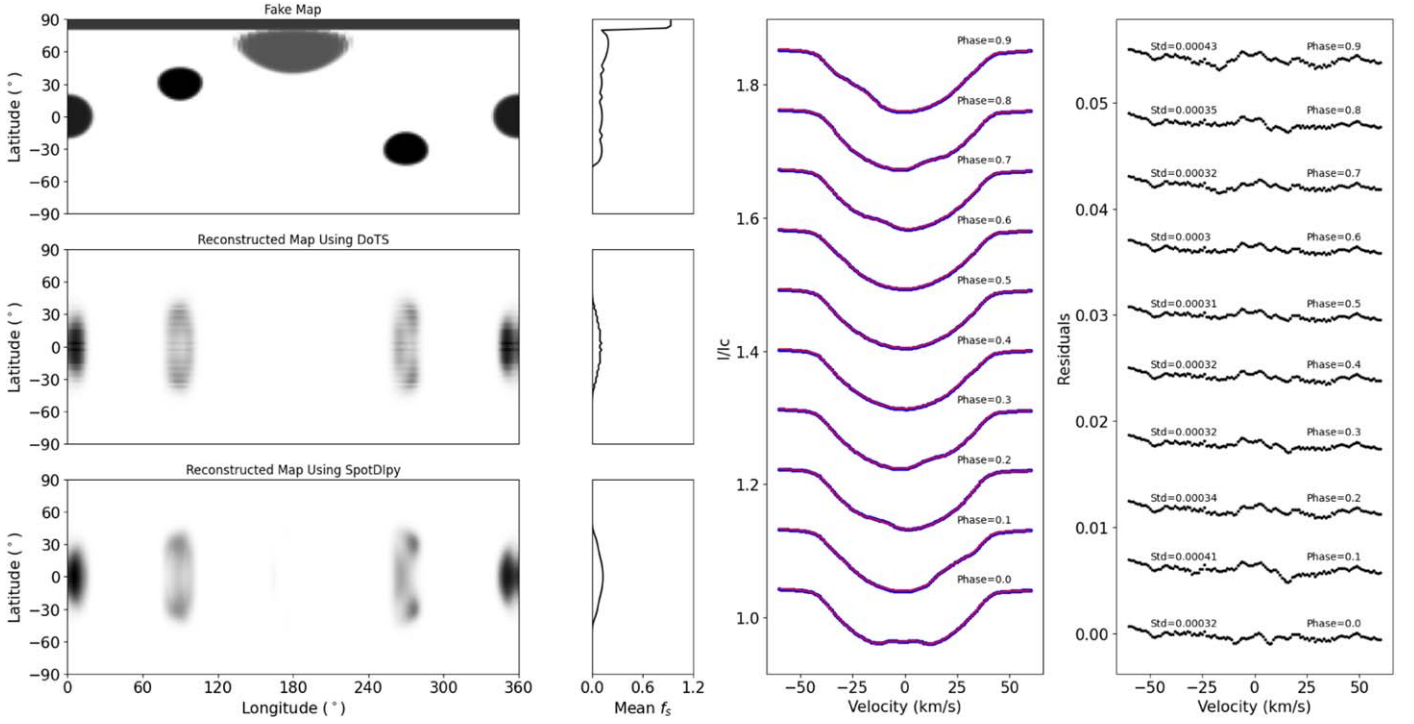 Fake Map
90
60
30
0
−30
−60
−90
Latitude (°)
Reconstructed Map Using DoTS
90
60
30
0
−30
−60
−90
Latitude (°)
Reconstructed Map Using SpotDIpy
90
60
30
0
−30
−60
−90
Latitude (°)
0 60 120 180 240 300 360
Longitude (°)
0.0 0.6 1.2
Mean fs
I/Ic
1.8
1.6
1.4
1.2
1.0
Phase=0.9
Phase=0.8
Phase=0.7
Phase=0.6
Phase=0.5
Phase=0.4
Phase=0.3
Phase=0.2
Phase=0.1
Phase=0.0
−50 −25 0 25 50
Velocity (km/s)
Residuals
0.05
0.04
0.03
0.02
0.01
0.00
Std=0.00043 Phase=0.9
Std=0.00035 Phase=0.8
Std=0.00032 Phase=0.7
Std=0.0003 Phase=0.6
Std=0.00031 Phase=0.5
Std=0.00032 Phase=0.4
Std=0.00032 Phase=0.3
Std=0.00034 Phase=0.2
Std=0.00041 Phase=0.1
Std=0.00032 Phase=0.0
−50 −25 0 25 50
Velocity (km/s)